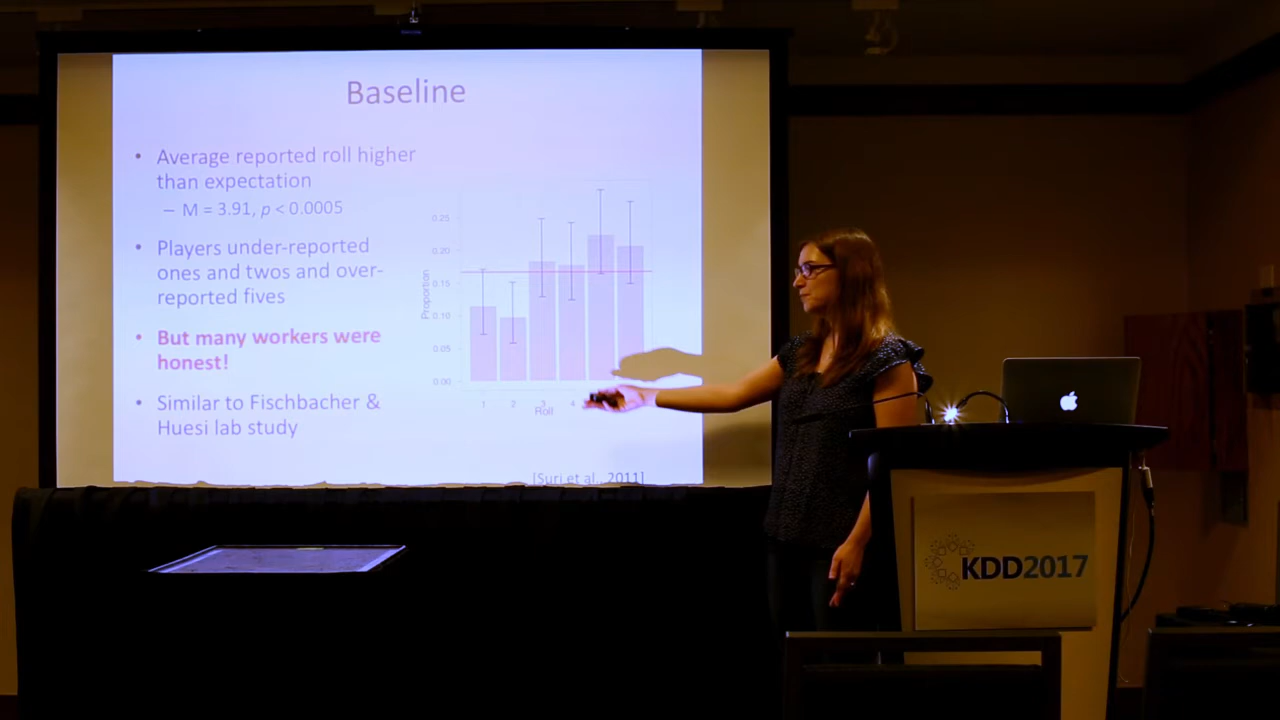 Baseline
• Average reported roll higher
than expectation
– M = 3.91, p < 0.0005
• Players under-reported
ones and twos and over-
reported fives
• But many workers were
honest!
• Similar to Fischbacher &
Huesi lab study
Proportion
0.25
0.20
0.15
0.10
0.05
0.00
1 2 3 4
Roll
[Suri et al., 2011]
KDD2017